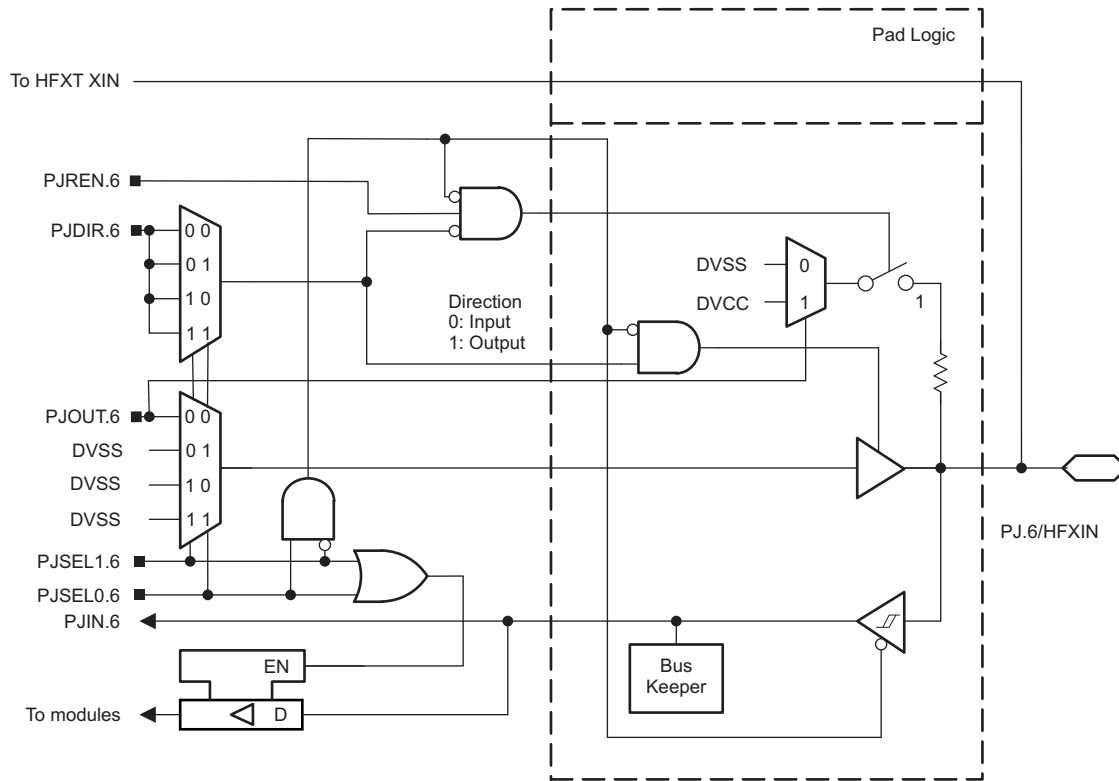 Pad Logic
To HFXT XIN
PJREN.6
PJDIR.6
0 0
0 1
1 0
1 1
DVSS
0
DVCC
1
1
Direction
0: Input
1: Output
PJOUT.6
0 0
DVSS
0 1
DVSS
1 0
DVSS
1 1
PJ.6/HFXIN
PJSEL1.6
PJSEL0.6
PJIN.6
EN
Bus
Keeper
To modules
D